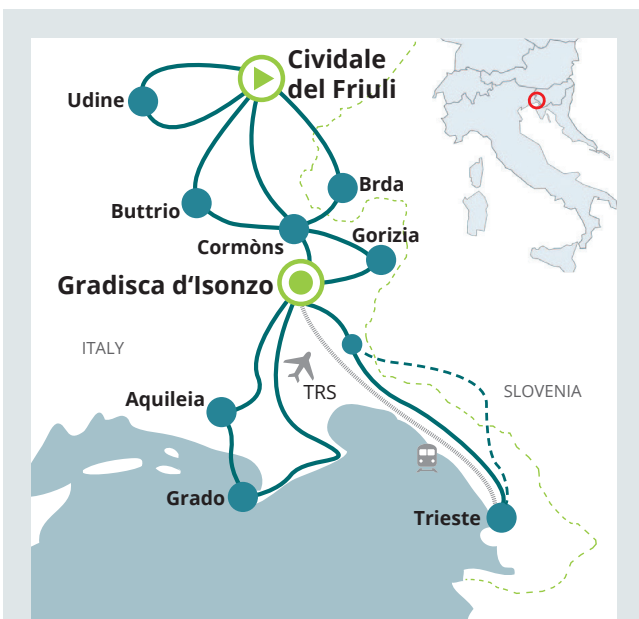 Cividale
del Friuli
Udine
Brda
Buttrio
Gorizia
Cormòns
Gradisca d‘Isonzo
ITALY
TRS
SLOVENIA
Aquileia
Grado
Trieste